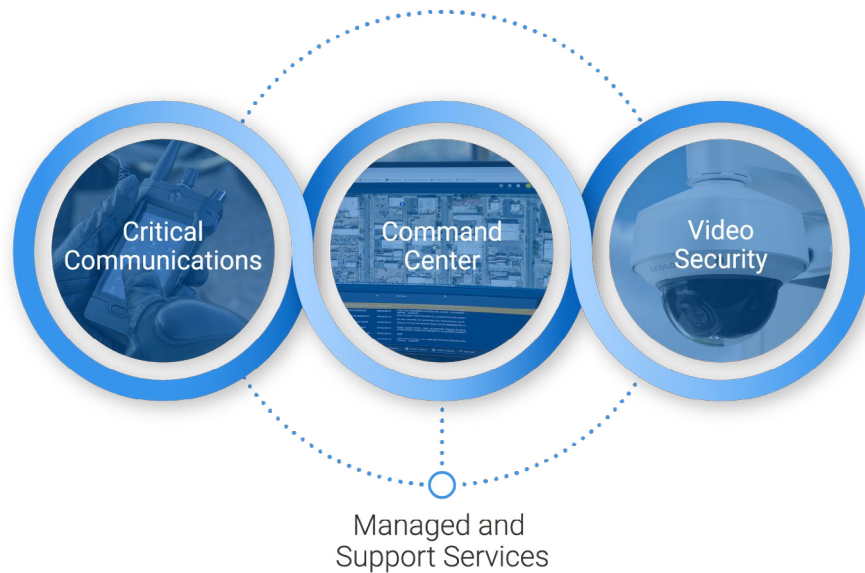 Critical
Communications
Command
Center
Video
Security
Managed and
Support Services